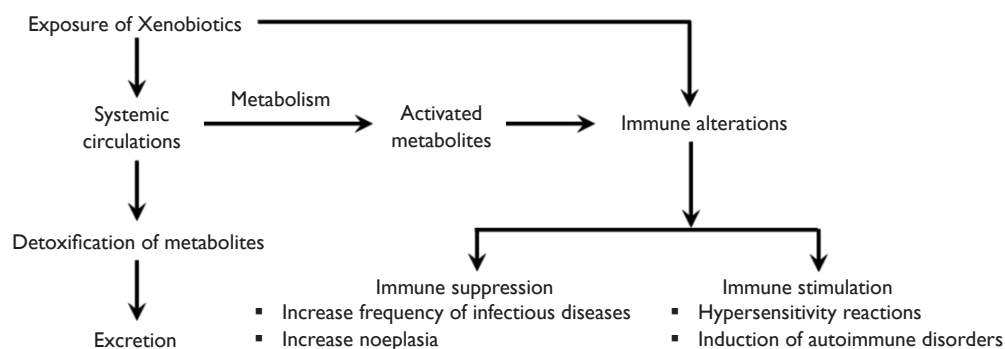 Exposure of Xenobiotics
Metabolism
Systemic
circulations
Activated
metabolites
Immune alterations
Detoxification of metabolites
Excretion
Immune suppression
▪ Increase frequency of infectious diseases
▪ Increase noeplasia
Immune stimulation
▪ Hypersensitivity reactions
▪ Induction of autoimmune disorders